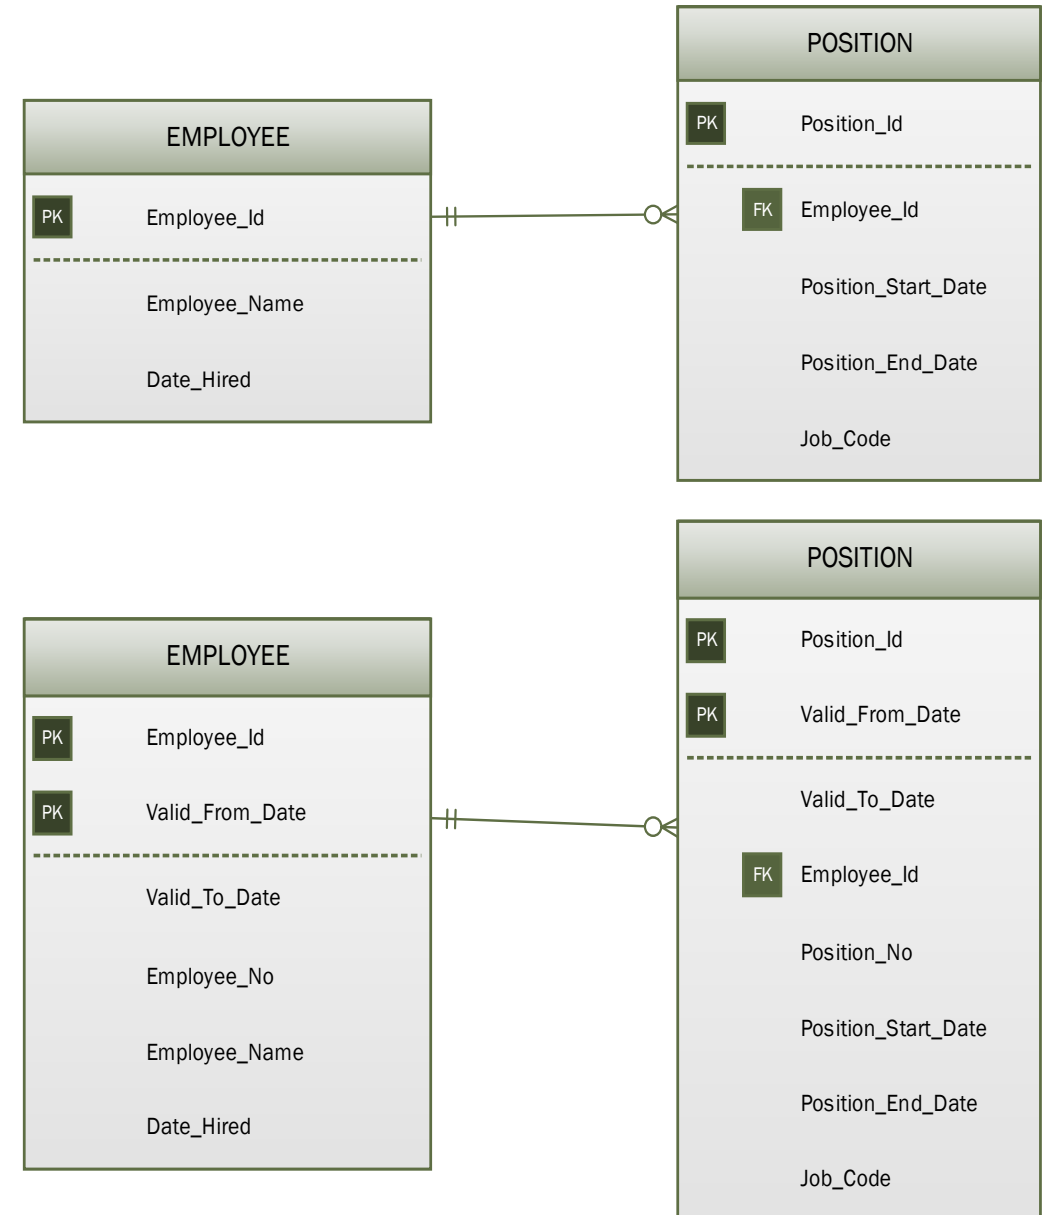 EMPLOYEE
PK Employee_Id
Employee_Name
Date_Hired
POSITION
PK Position_Id
FK Employee_Id
Position_Start_Date
Position_End_Date
Job_Code
EMPLOYEE
PK Employee_Id
PK Valid_From_Date
Valid_To_Date
Employee_No
Employee_Name
Date_Hired
POSITION
PK Position_Id
PK Valid_From_Date
Valid_To_Date
FK Employee_Id
Position_No
Position_Start_Date
Position_End_Date
Job_Code